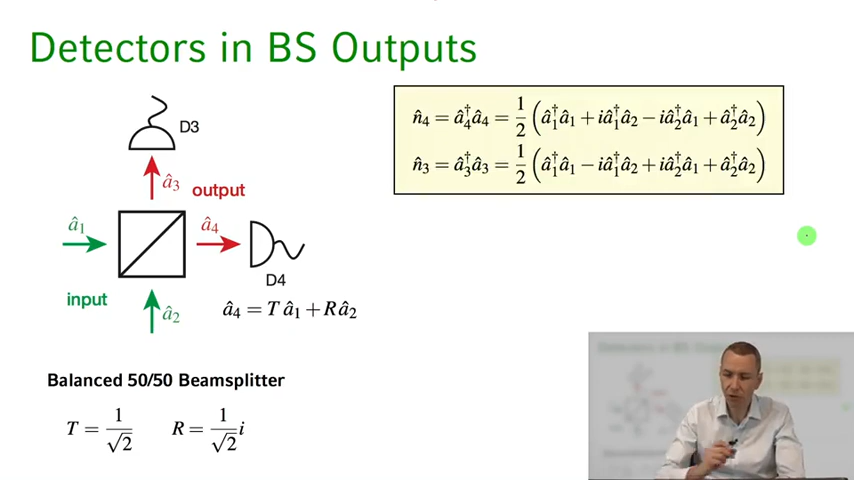 Detectors in BS Outputs
D3
â₃ output
â₁
â₄
D4
input
â₂
â₄ = T â₁ + R â₂
Balanced 50/50 Beamsplitter
T = 1/√2 R = 1/√2 i
n̂₄ = â₄†â₄ = 1/2 (â₁†â₁ + iâ₁†â₂ − iâ₂†â₁ + â₂†â₂)
n̂₃ = â₃†â₃ = 1/2 (â₁†â₁ − iâ₁†â₂ + iâ₂†â₁ + â₂†â₂)